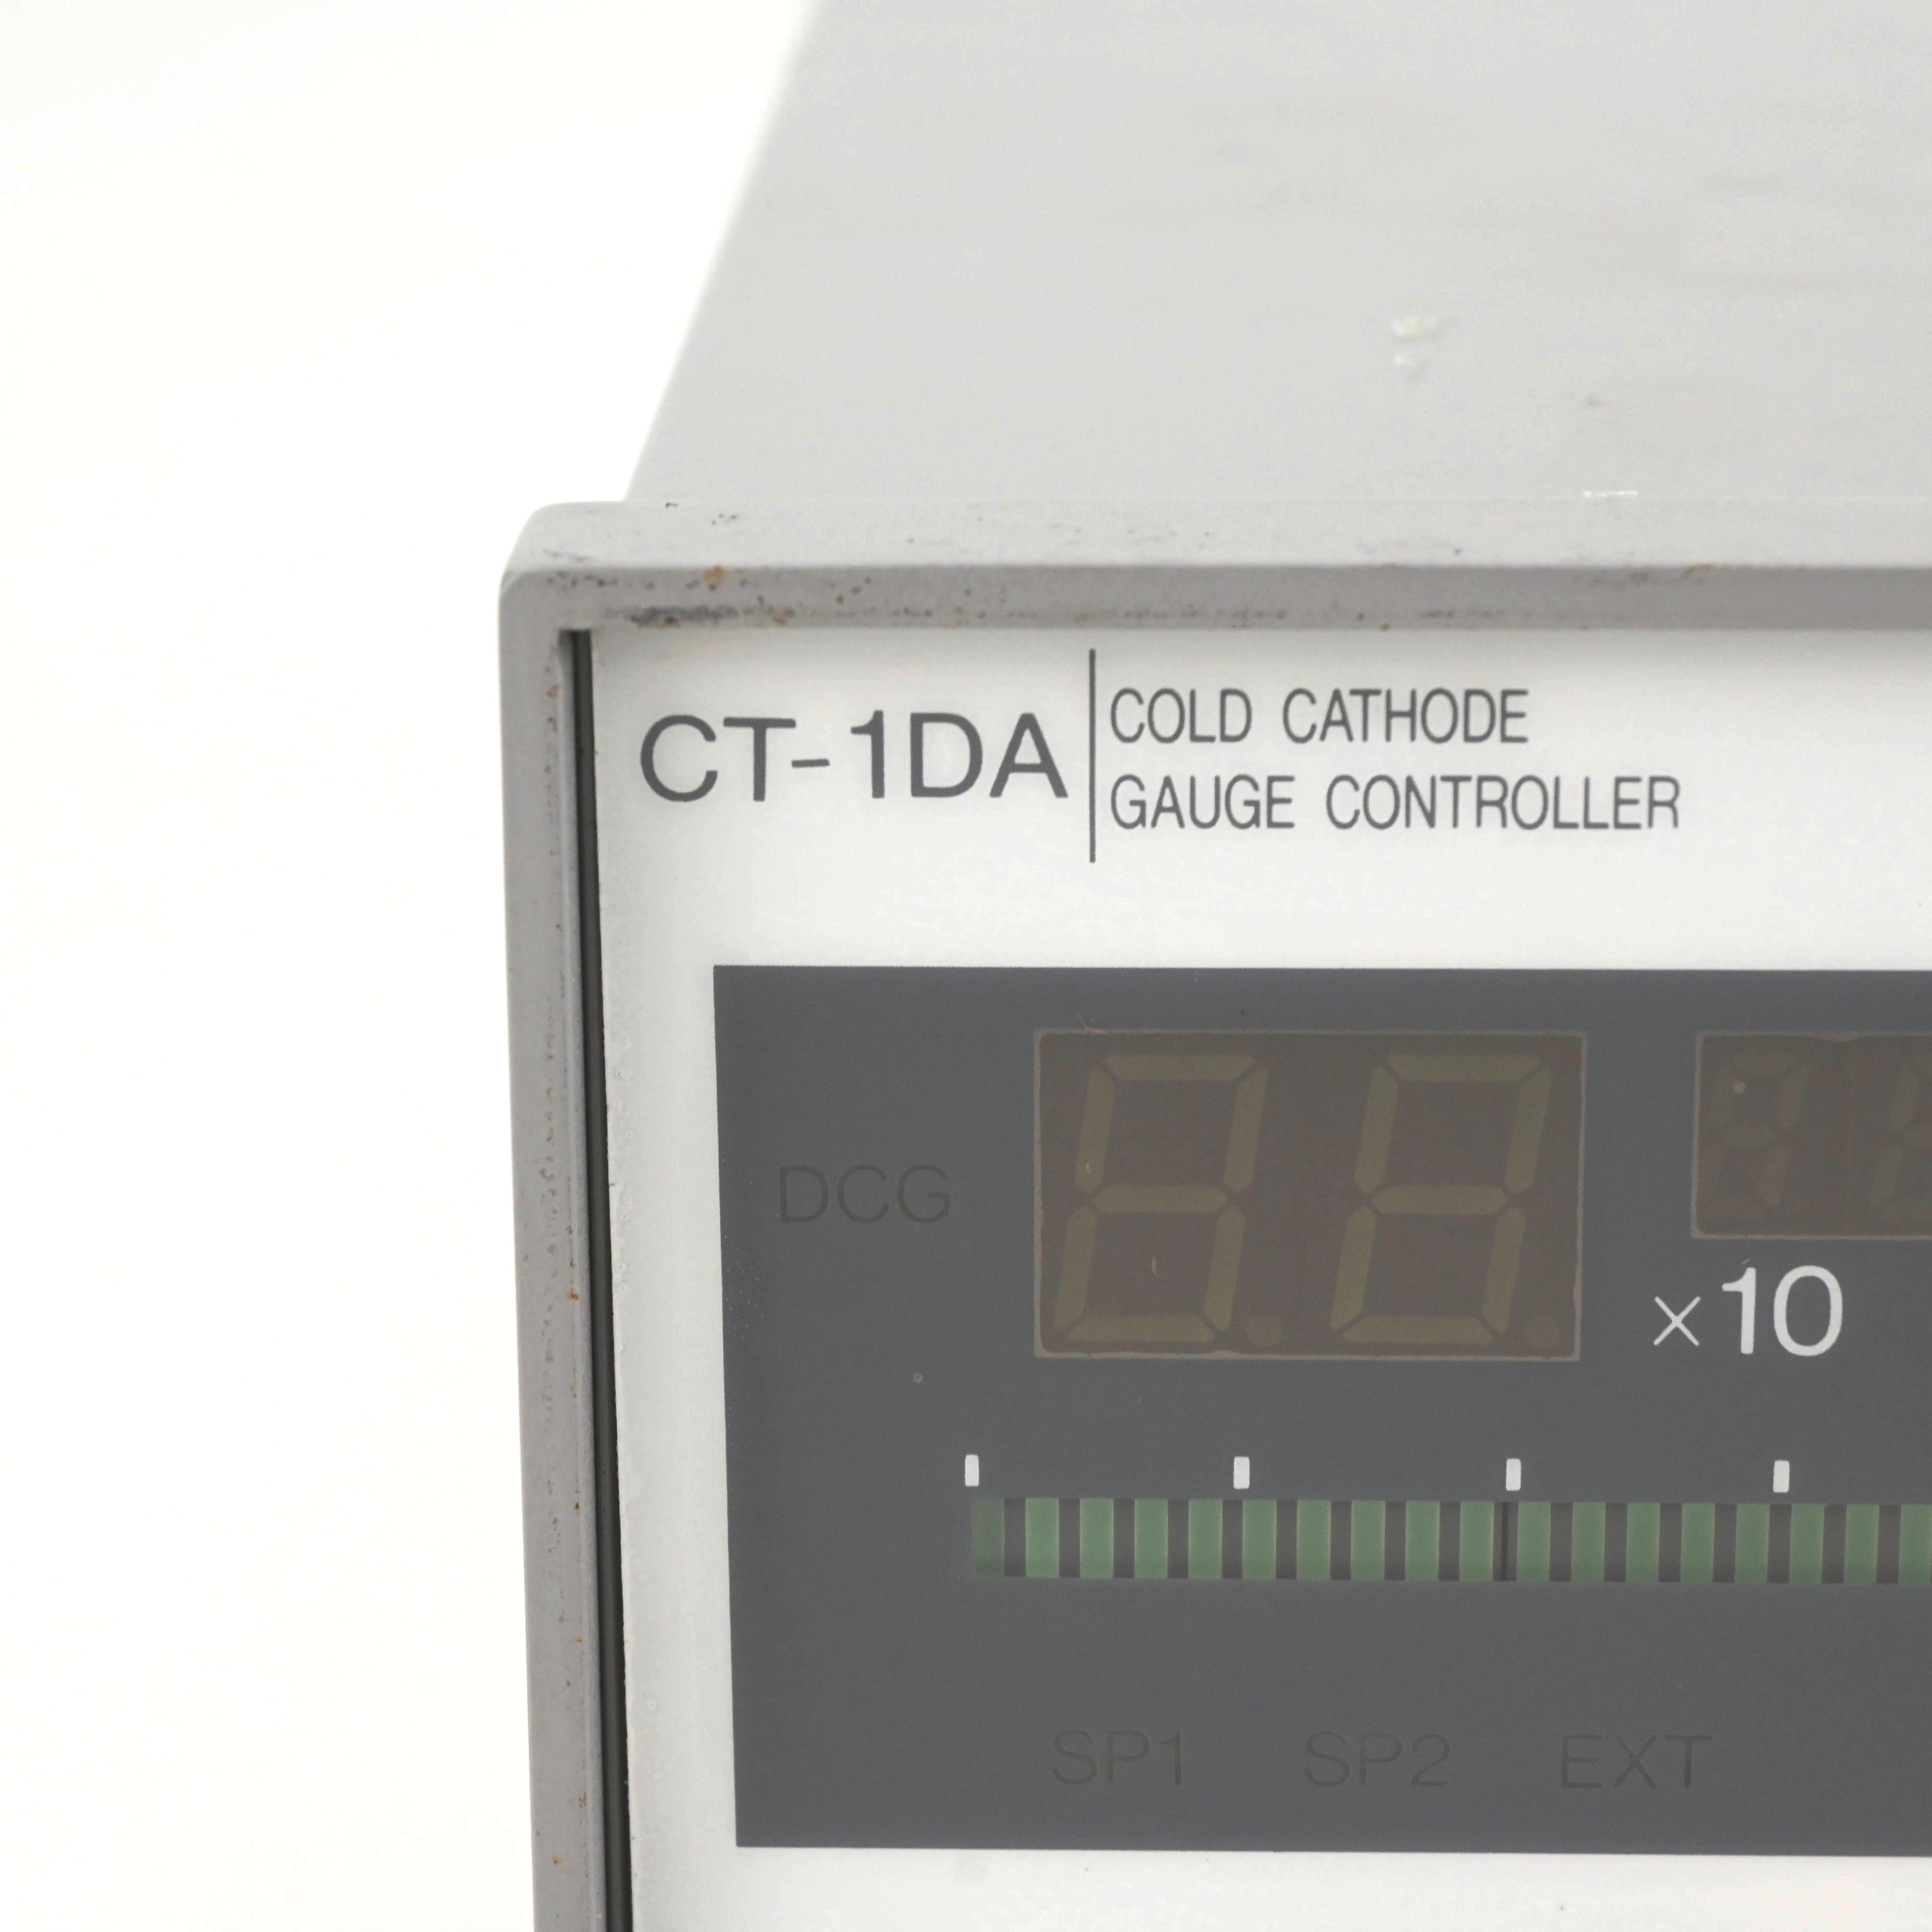 CT-1DA
COLD CATHODE
GAUGE CONTROLLER
DCG
×10
SP1 SP2 EXT